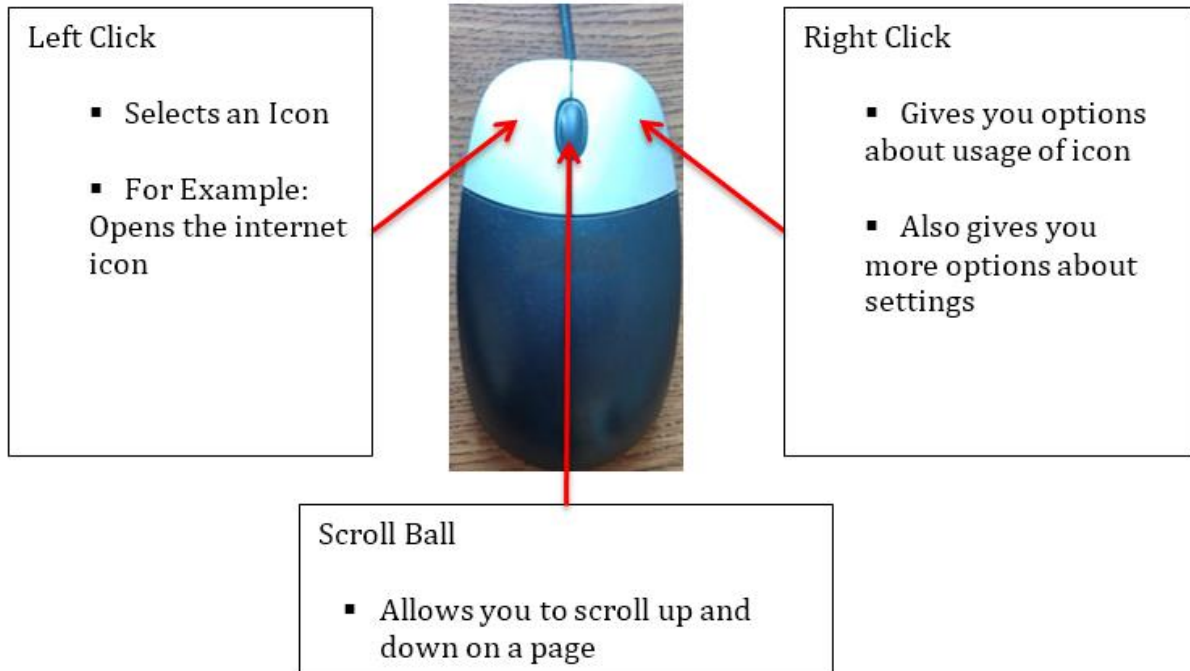 Left Click
▪ Selects an Icon
▪ For Example:
Opens the internet
icon
Right Click
▪ Gives you options
about usage of icon
▪ Also gives you
more options about
settings
Scroll Ball
▪ Allows you to scroll up and
down on a page